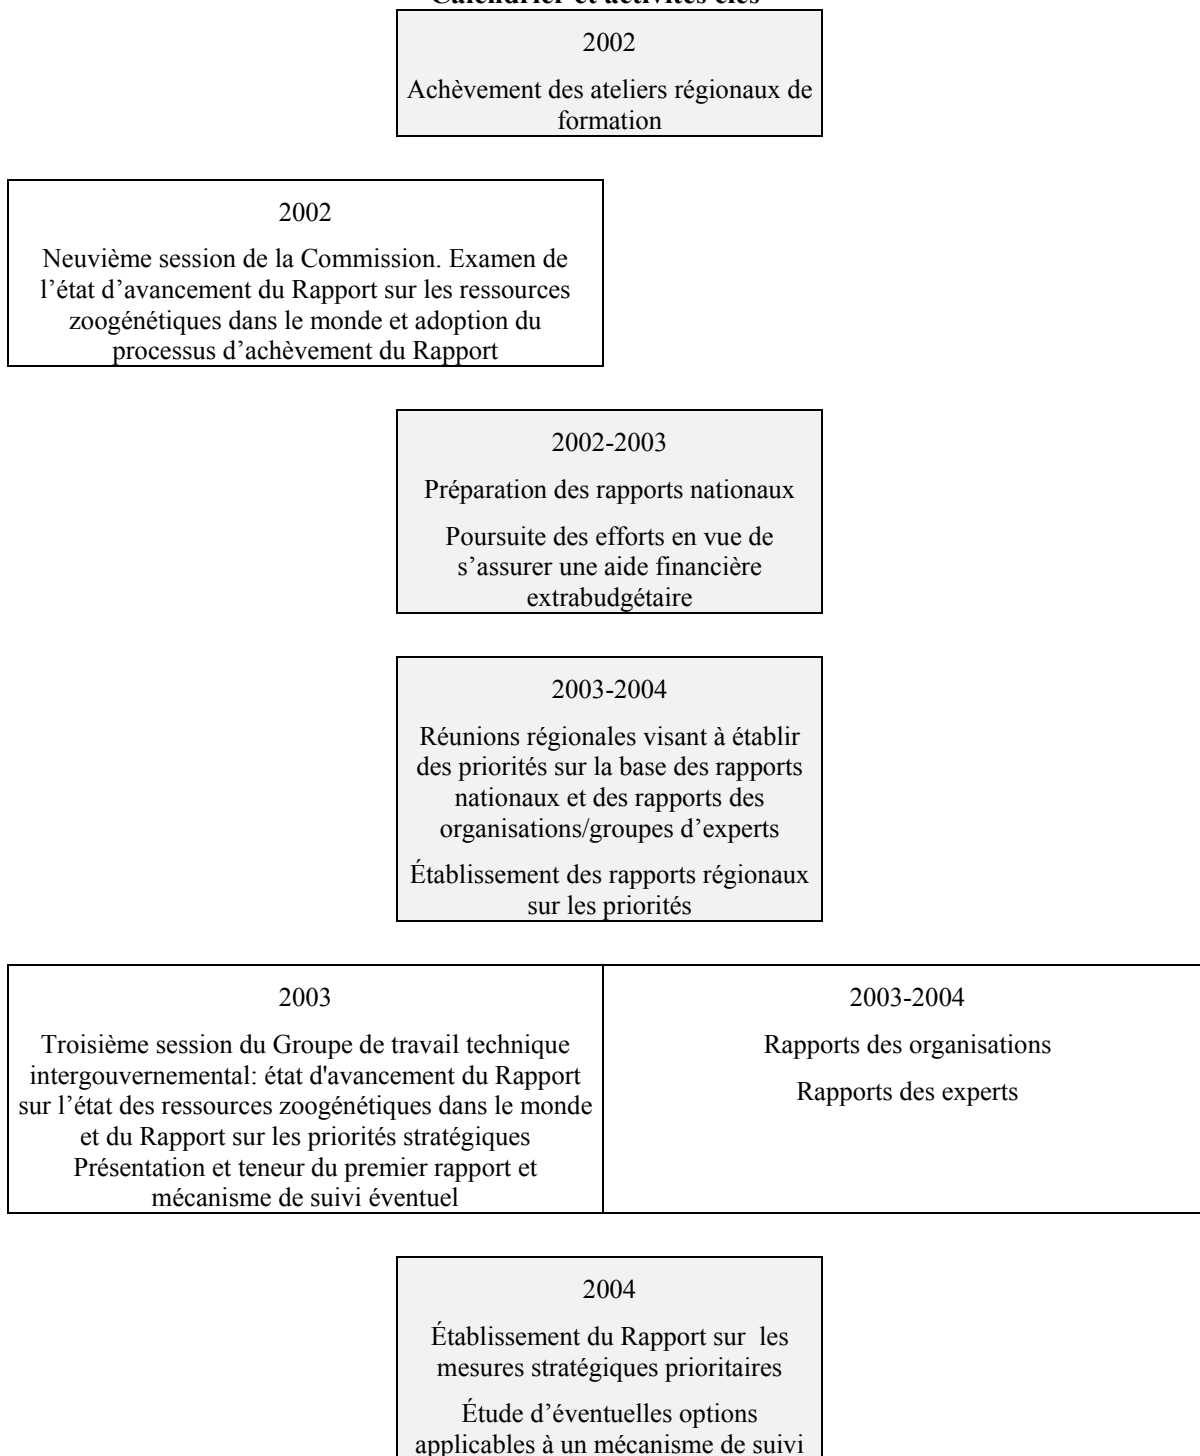 Calendrier et activités clés
2002
Achèvement des ateliers régionaux de
formation
2002
Neuvième session de la Commission. Examen de
l’état d’avancement du Rapport sur les ressources
zoogénétiques dans le monde et adoption du
processus d’achèvement du Rapport
2002-2003
Préparation des rapports nationaux
Poursuite des efforts en vue de
s’assurer une aide financière
extrabudgétaire
2003-2004
Réunions régionales visant à établir
des priorités sur la base des rapports
nationaux et des rapports des
organisations/groupes d’experts
Établissement des rapports régionaux
sur les priorités
2003
Troisième session du Groupe de travail technique
intergouvernemental: état d'avancement du Rapport
sur l’état des ressources zoogénétiques dans le monde
et du Rapport sur les priorités stratégiques
Présentation et teneur du premier rapport et
mécanisme de suivi éventuel
2003-2004
Rapports des organisations
Rapports des experts
2004
Établissement du Rapport sur les
mesures stratégiques prioritaires
Étude d’éventuelles options
applicables à un mécanisme de suivi